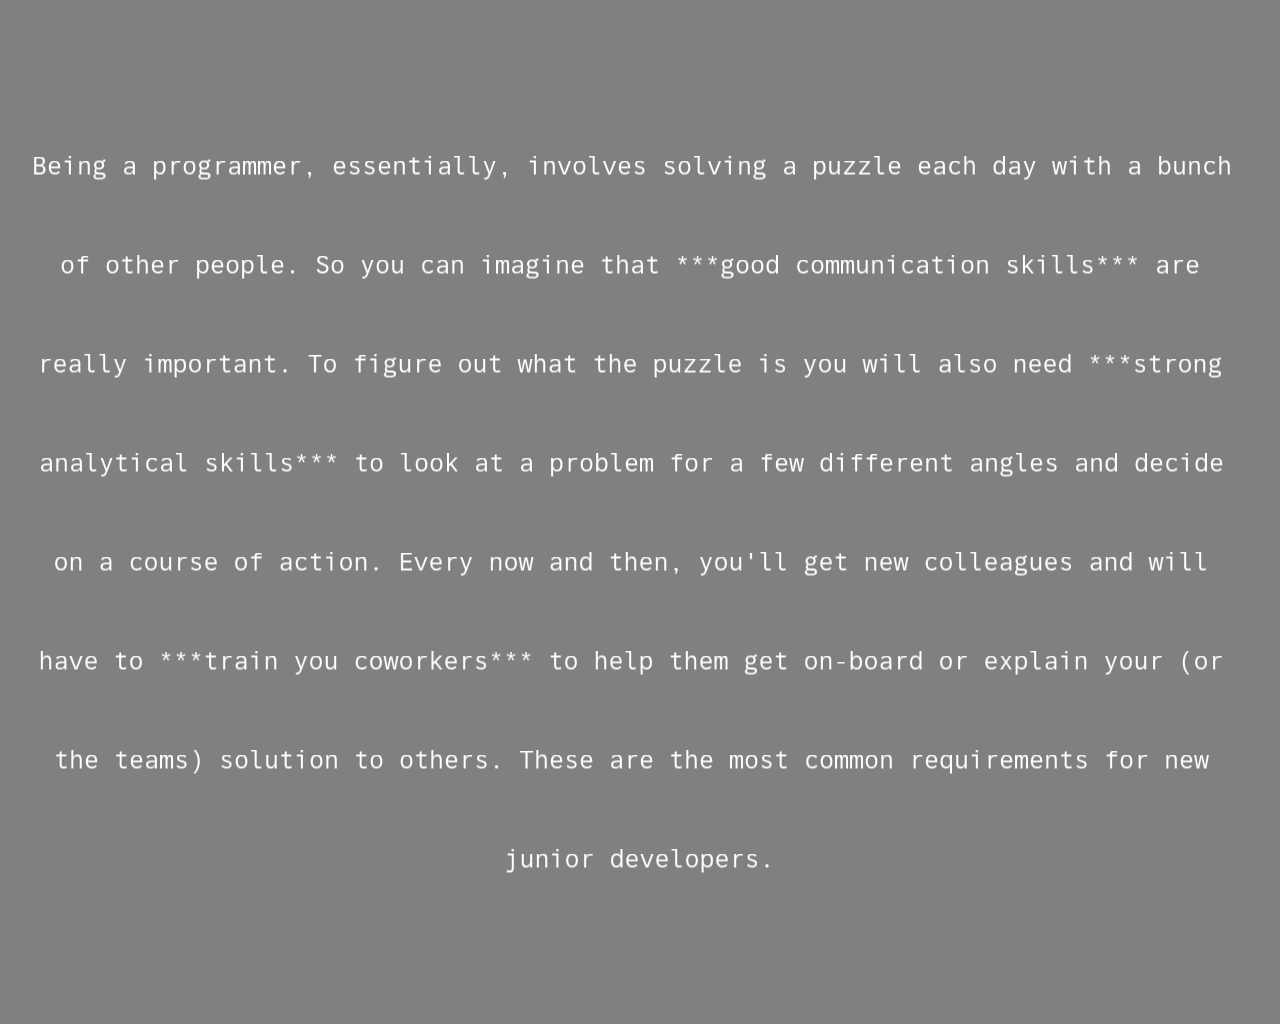 Being a programmer, essentially, involves solving a puzzle each day with a bunch
of other people. So you can imagine that ***good communication skills*** are
really important. To figure out what the puzzle is you will also need ***strong
analytical skills*** to look at a problem for a few different angles and decide
on a course of action. Every now and then, you'll get new colleagues and will
have to ***train you coworkers*** to help them get on-board or explain your (or
the teams) solution to others. These are the most common requirements for new
junior developers.